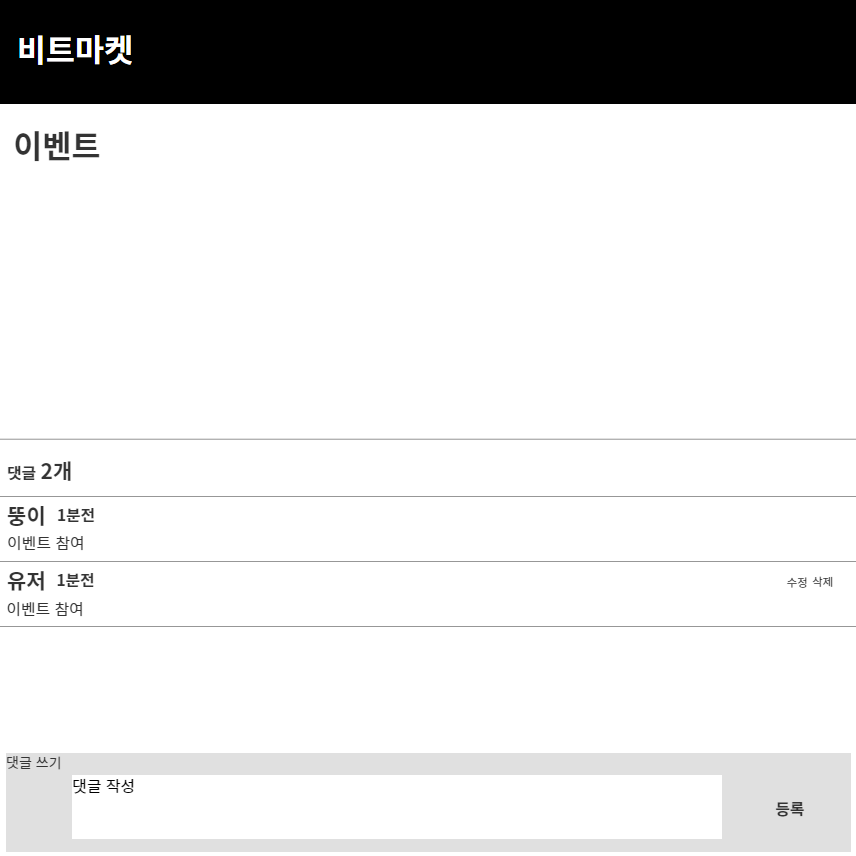 비트마켓
이벤트
댓글 2개
뚱이 1분전
이벤트 참여
유저 1분전 수정 삭제
이벤트 참여
댓글 쓰기
댓글 작성
등록